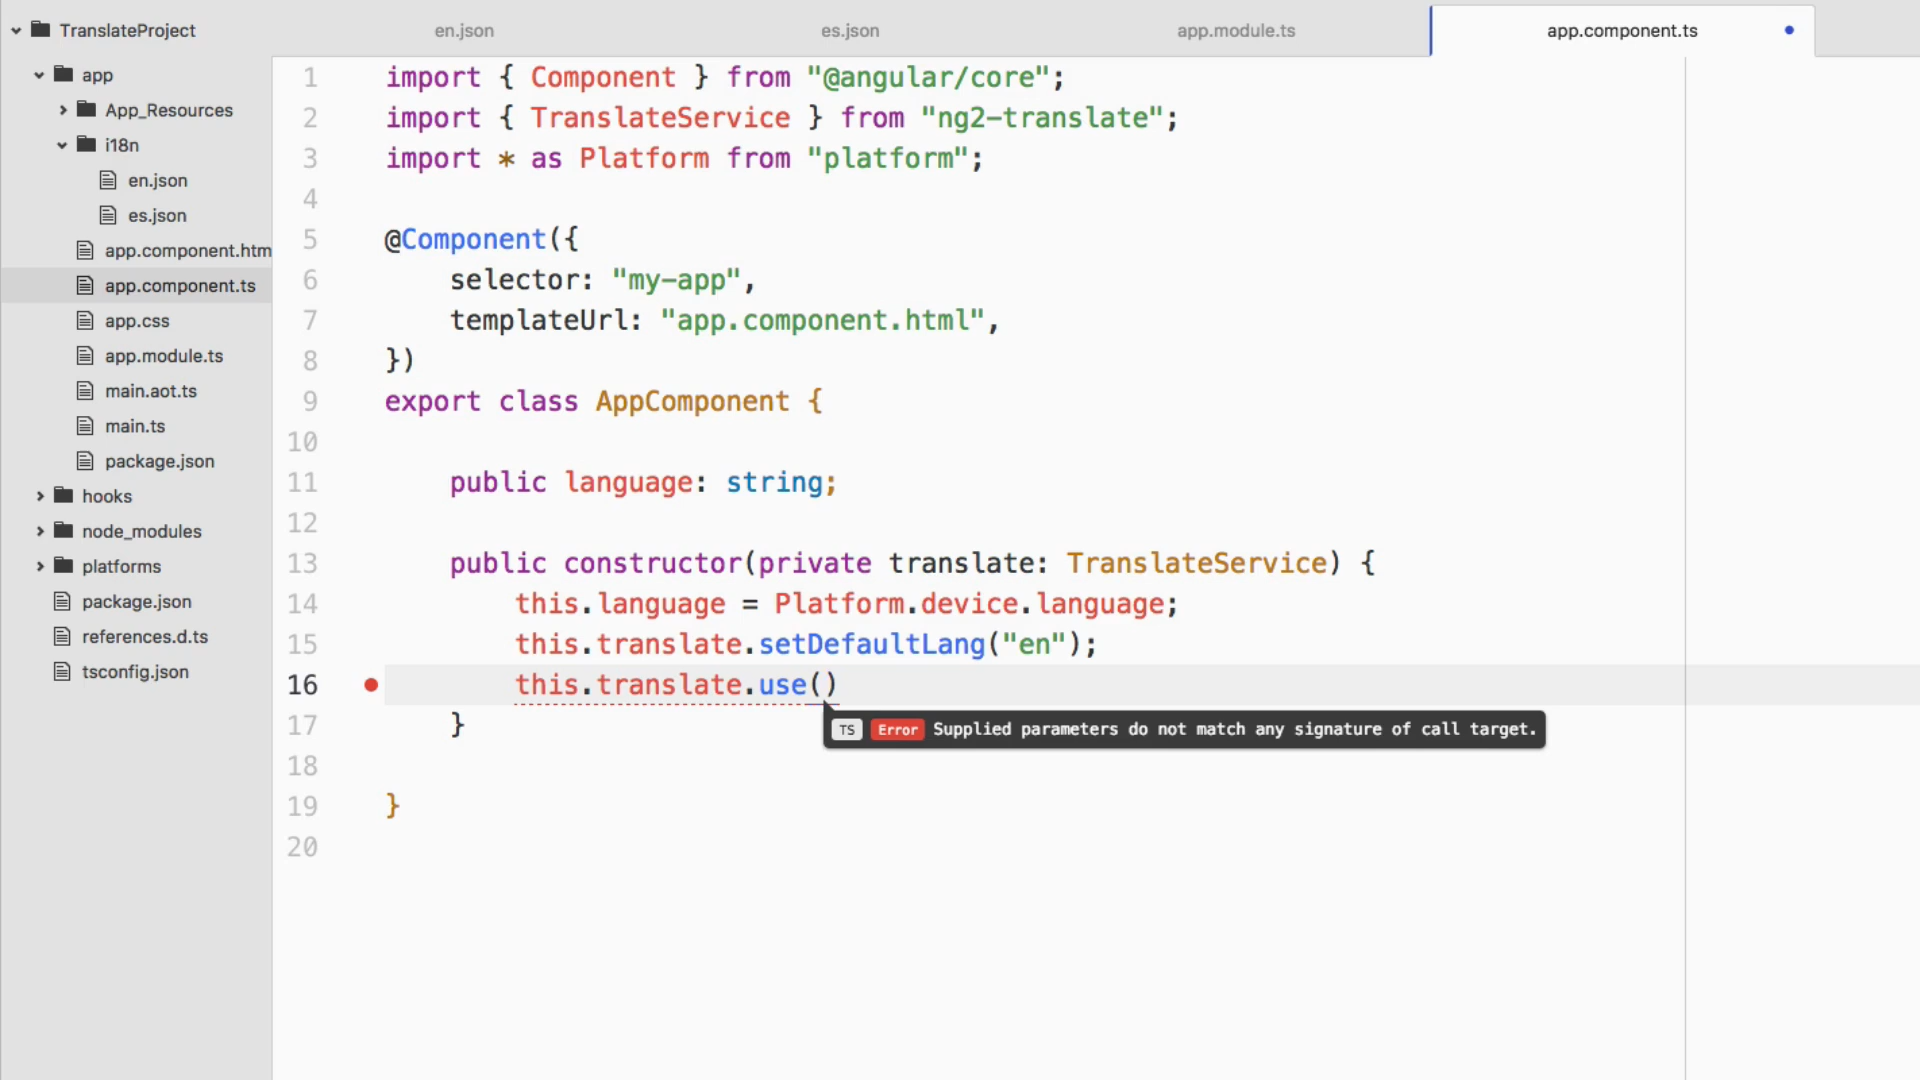 TranslateProject
app
App_Resources
i18n
en.json
es.json
app.component.htm
app.component.ts
app.css
app.module.ts
main.aot.ts
main.ts
package.json
hooks
node_modules
platforms
package.json
references.d.ts
tsconfig.json
en.json es.json app.module.ts app.component.ts
1 import { Component } from "@angular/core";
2 import { TranslateService } from "ng2-translate";
3 import * as Platform from "platform";
4
5 @Component({
6 selector: "my-app",
7 templateUrl: "app.component.html",
8 })
9 export class AppComponent {
10
11 public language: string;
12
13 public constructor(private translate: TranslateService) {
14 this.language = Platform.device.language;
15 this.translate.setDefaultLang("en");
16 this.translate.use()
17 }
TS Error Supplied parameters do not match any signature of call target.
18
19 }
20